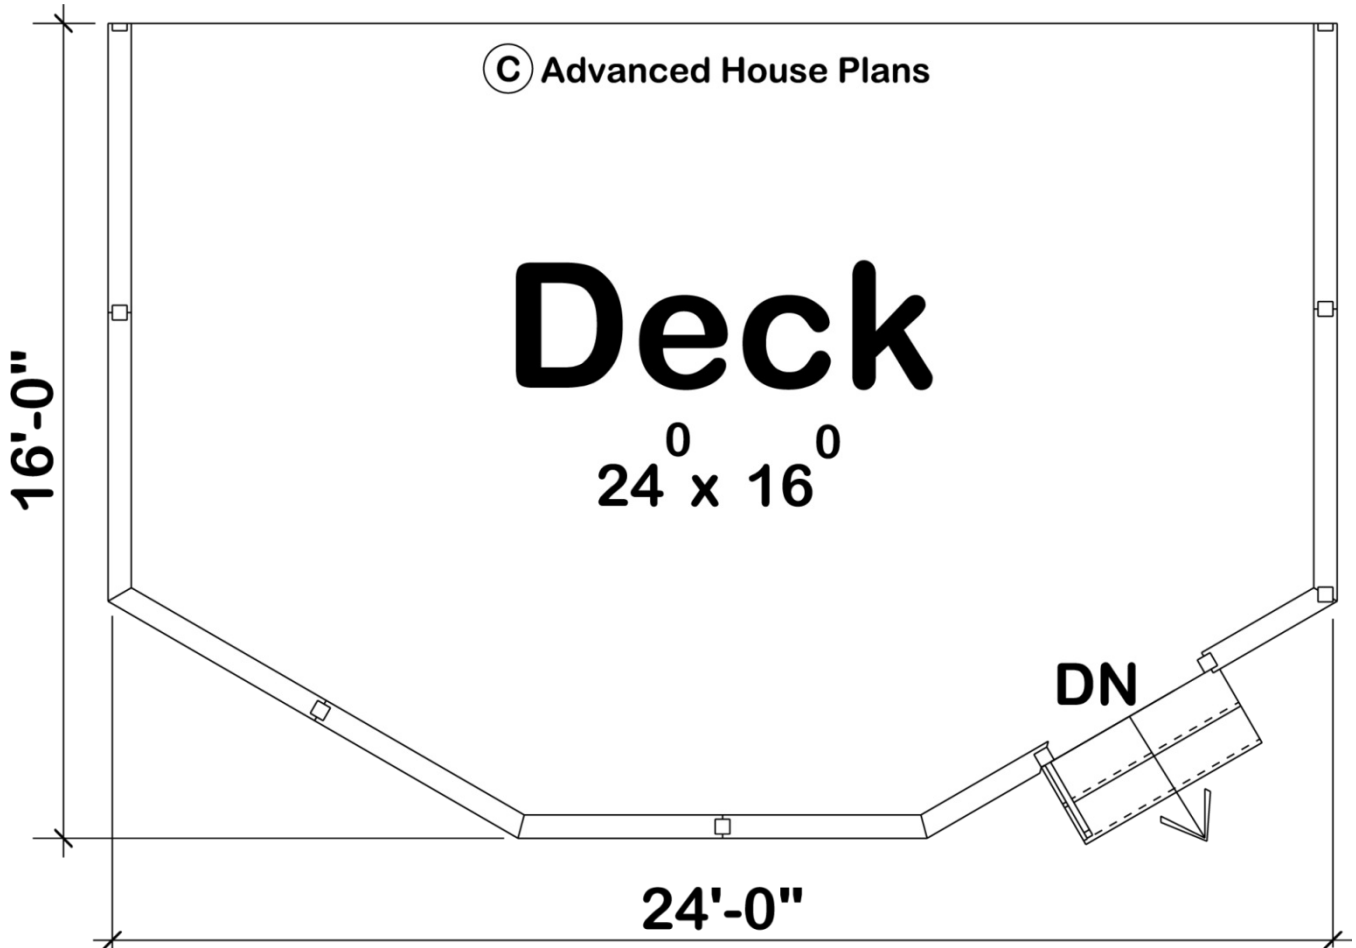 © Advanced House Plans
Deck
24⁰ x 16⁰
16'-0"
DN
24'-0"